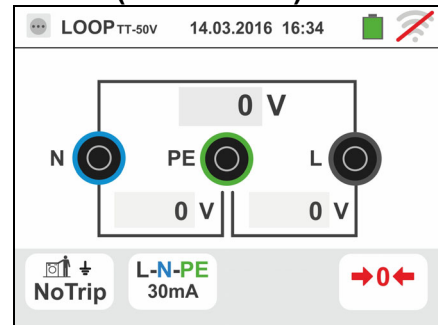 LOOP TT-50V 14.03.2016 16:34
0 V
N PE L
0 V 0 V
NoTrip
L-N-PE
30mA
0